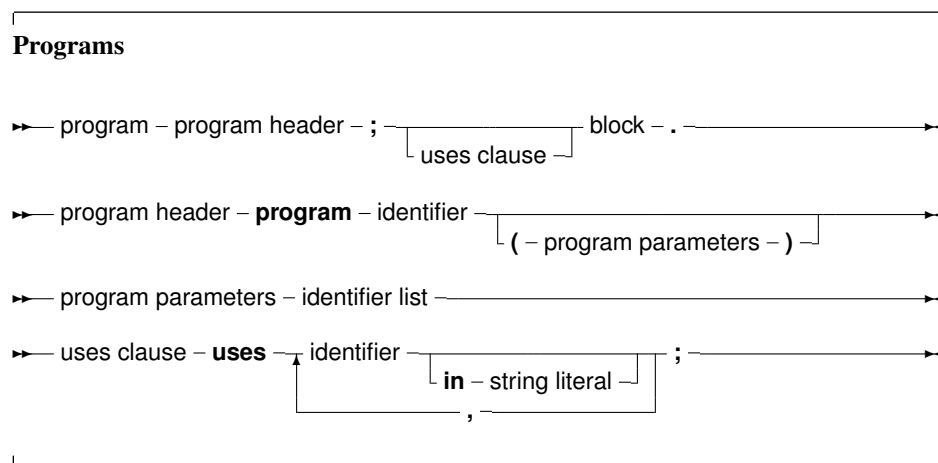 Programs
program – program header – ; – block – .
uses clause
program header – program – identifier –
( – program parameters – ) –
program parameters – identifier list –
uses clause – uses – identifier – ; –
in – string literal –
, –